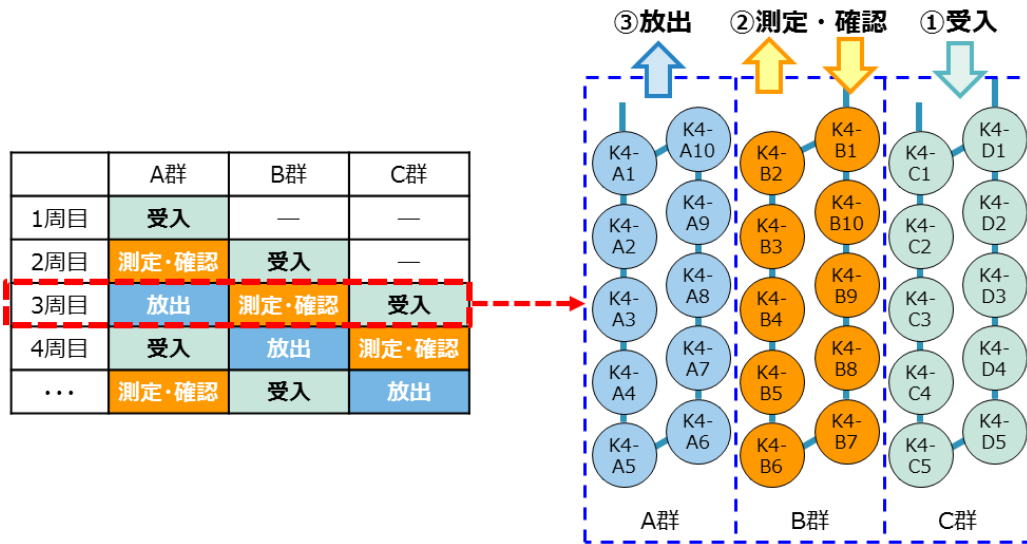 ③放出 ②測定・確認 ①受入
A群 B群 C群
1周目 受入 ― ―
2周目 測定・確認 受入 ―
3周目 放出 測定・確認 受入
4周目 受入 放出 測定・確認
・・・ 測定・確認 受入 放出
K4-A1
K4-A2
K4-A3
K4-A4
K4-A5
K4-A10
K4-A9
K4-A8
K4-A7
K4-A6
A群
K4-B2
K4-B3
K4-B4
K4-B5
K4-B6
K4-B1
K4-B10
K4-B9
K4-B8
K4-B7
B群
K4-C1
K4-C2
K4-C3
K4-C4
K4-C5
K4-D1
K4-D2
K4-D3
K4-D4
K4-D5
C群